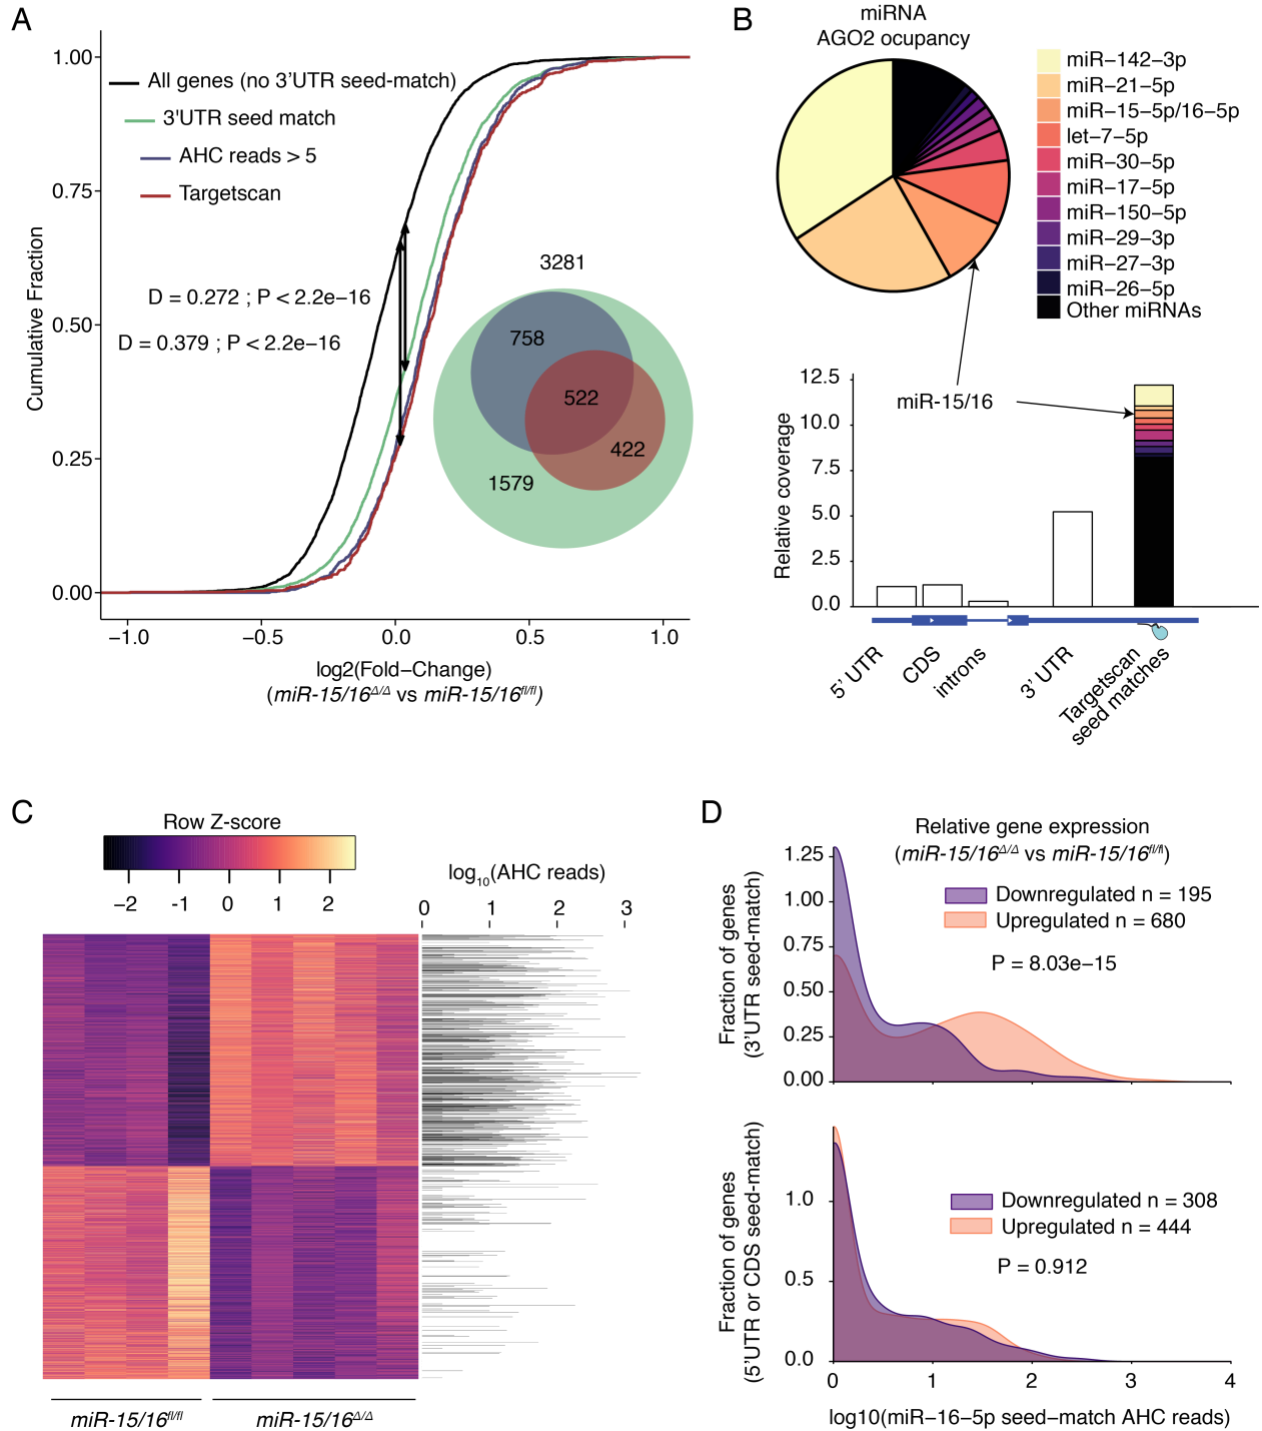 A
1.00
0.75
0.50
0.25
0.00
Cumulative Fraction
All genes (no 3’UTR seed-match)
3'UTR seed match
AHC reads > 5
Targetscan
D = 0.272 ; P < 2.2e−16
D = 0.379 ; P < 2.2e−16
3281
758
522
422
1579
−1.0
−0.5
0.0
0.5
1.0
log2(Fold−Change)
(miR-15/16Δ/Δ vs miR-15/16fl/fl)
B
miRNA
AGO2 ocupancy
miR−142−3p
miR−21−5p
miR−15−5p/16−5p
let−7−5p
miR−30−5p
miR−17−5p
miR−150−5p
miR−29−3p
miR−27−3p
miR−26−5p
Other miRNAs
miR-15/16
12.5
10.0
7.5
5.0
2.5
0.0
Relative coverage
5’ UTR
CDS
introns
3’ UTR
Targetscan
seed matches
C
Row Z-score
−2
-1
0
1
2
log10(AHC reads)
0
1
2
3
miR-15/16fl/fl
miR-15/16Δ/Δ
D
Relative gene expression
(miR-15/16Δ/Δ vs miR-15/16fl/fl)
1.25
1.00
0.75
0.50
0.25
0.00
Fraction of genes
(3’UTR seed-match)
Downregulated n = 195
Upregulated n = 680
P = 8.03e−15
1.0
0.5
0.0
Fraction of genes
(5’UTR or CDS seed-match)
Downregulated n = 308
Upregulated n = 444
P = 0.912
0
1
2
3
4
log10(miR−16−5p seed−match AHC reads)